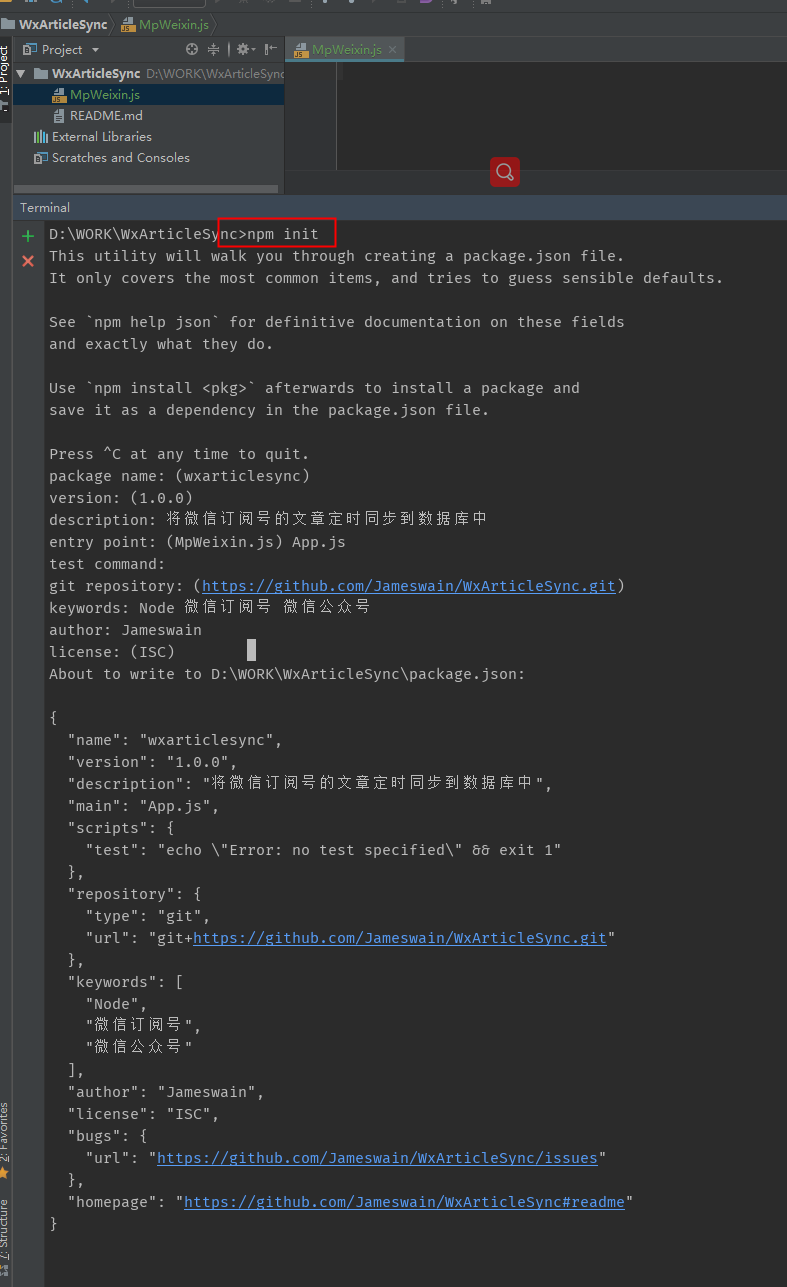 WxArticleSync MpWeixin.js
1: Project
Project
MpWeixin.js
WxArticleSync D:\WORK\WxArticleSync
MpWeixin.js
README.md
External Libraries
Scratches and Consoles
Terminal
D:\WORK\WxArticleSync>npm init
This utility will walk you through creating a package.json file.
It only covers the most common items, and tries to guess sensible defaults.
See `npm help json` for definitive documentation on these fields
and exactly what they do.
Use `npm install <pkg>` afterwards to install a package and
save it as a dependency in the package.json file.
Press ^C at any time to quit.
package name: (wxarticlesync)
version: (1.0.0)
description: 将微信订阅号的文章定时同步到数据库中
entry point: (MpWeixin.js) App.js
test command:
git repository: (https://github.com/Jameswain/WxArticleSync.git)
keywords: Node 微信订阅号 微信公众号
author: Jameswain
license: (ISC)
About to write to D:\WORK\WxArticleSync\package.json:
{
"name": "wxarticlesync",
"version": "1.0.0",
"description": "将微信订阅号的文章定时同步到数据库中",
"main": "App.js",
"scripts": {
"test": "echo \"Error: no test specified\" && exit 1"
},
"repository": {
"type": "git",
"url": "git+https://github.com/Jameswain/WxArticleSync.git"
},
"keywords": [
"Node",
"微信订阅号",
"微信公众号"
],
"author": "Jameswain",
"license": "ISC",
"bugs": {
"url": "https://github.com/Jameswain/WxArticleSync/issues"
},
"homepage": "https://github.com/Jameswain/WxArticleSync#readme"
}
2: Favorites
7: Structure